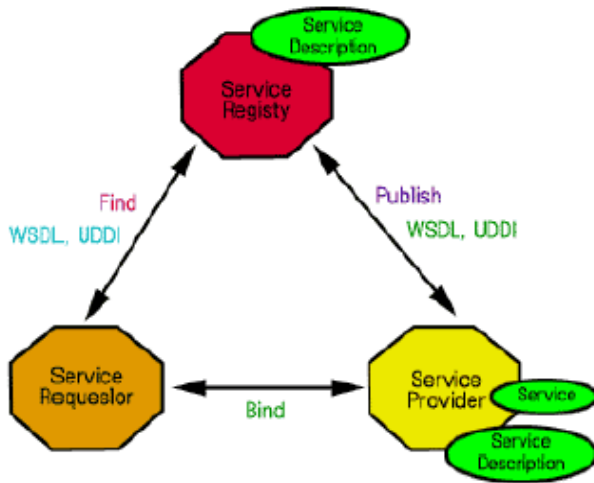 Service
Description
Service
Registy
Find
WSDL, UDDI
Publish
WSDL, UDDI
Service
Requestor
Bind
Service
Provider
Service
Service
Description